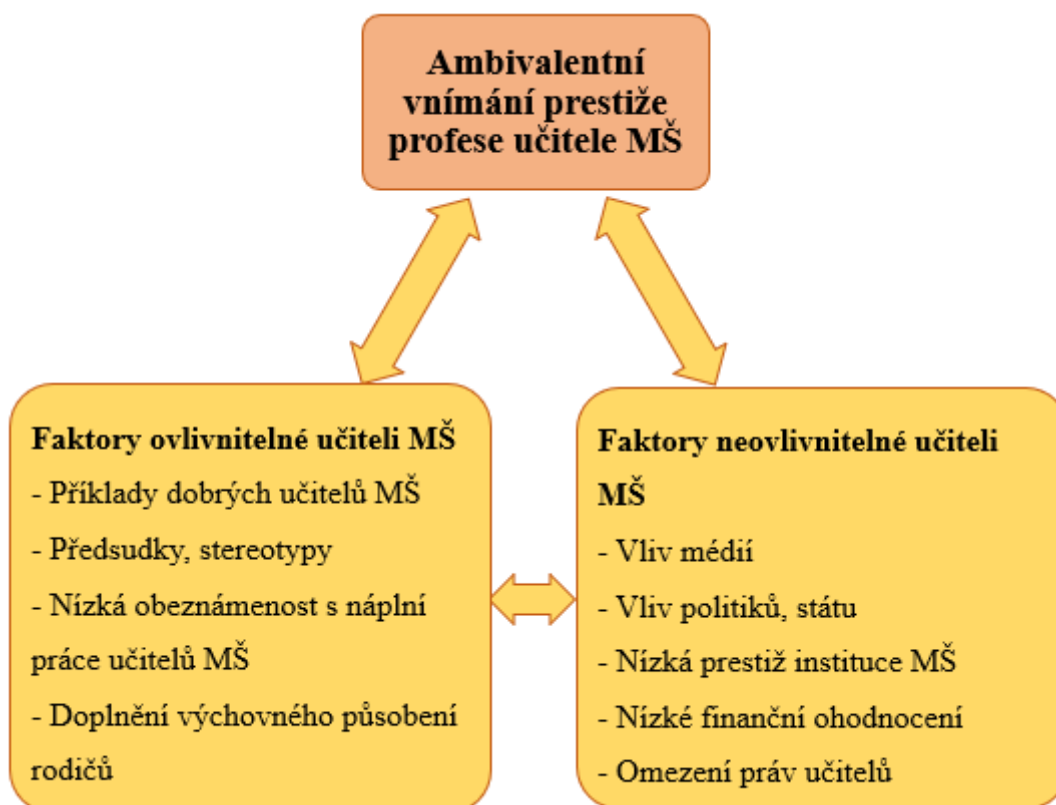 Ambivalentní
vnímání prestiže
profese učitele MŠ
Faktory ovlivnitelné učiteli MŠ
- Příklady dobrých učitelů MŠ
- Předsudky, stereotypy
- Nízká obeznámenost s náplní
práce učitelů MŠ
- Doplnění výchovného působení
rodičů
Faktory neovlivnitelné učiteli
MŠ
- Vliv médií
- Vliv politiků, státu
- Nízká prestiž instituce MŠ
- Nízké finanční ohodnocení
- Omezení práv učitelů